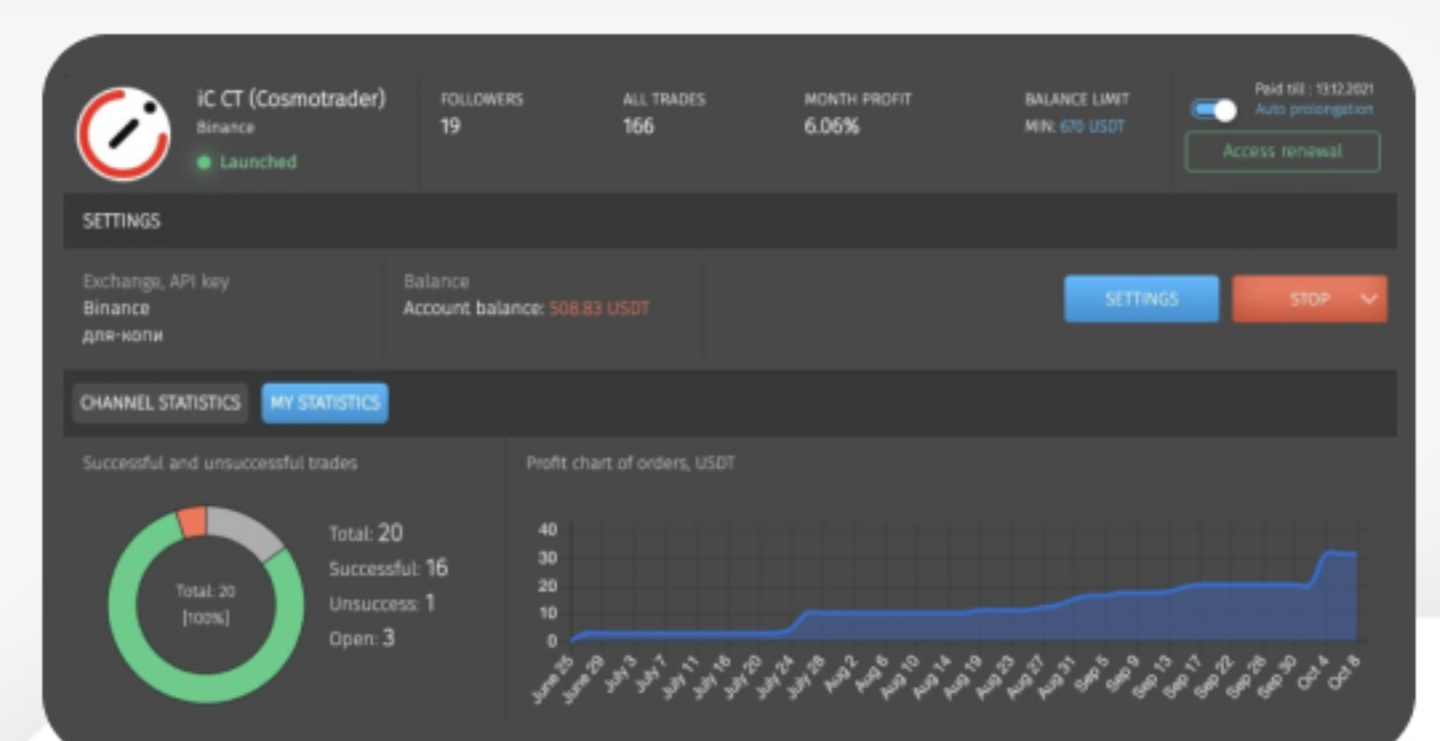 iC CT (Cosmotrader)
Binance
Launched
FOLLOWERS
19
ALL TRADES
166
MONTH PROFIT
6.06%
BALANCE LIMIT
MIN: 670 USDT
Paid till : 13.12.2021
Auto prolongation
Access renewal
SETTINGS
Exchange, API key
Binance
для-копи
Balance
Account balance: 508.83 USDT
SETTINGS
STOP
CHANNEL STATISTICS
MY STATISTICS
Successful and unsuccessful trades
Total: 20
[100%]
Total: 20
Successful: 16
Unsuccess: 1
Open: 3
Profit chart of orders, USDT
40
30
20
10
0
June 25
June 29
July 3
July 7
July 11
July 16
July 20
July 24
July 28
Aug 2
Aug 6
Aug 10
Aug 14
Aug 19
Aug 23
Aug 27
Aug 31
Sep 5
Sep 9
Sep 13
Sep 17
Sep 22
Sep 26
Sep 30
Oct 4
Oct 8